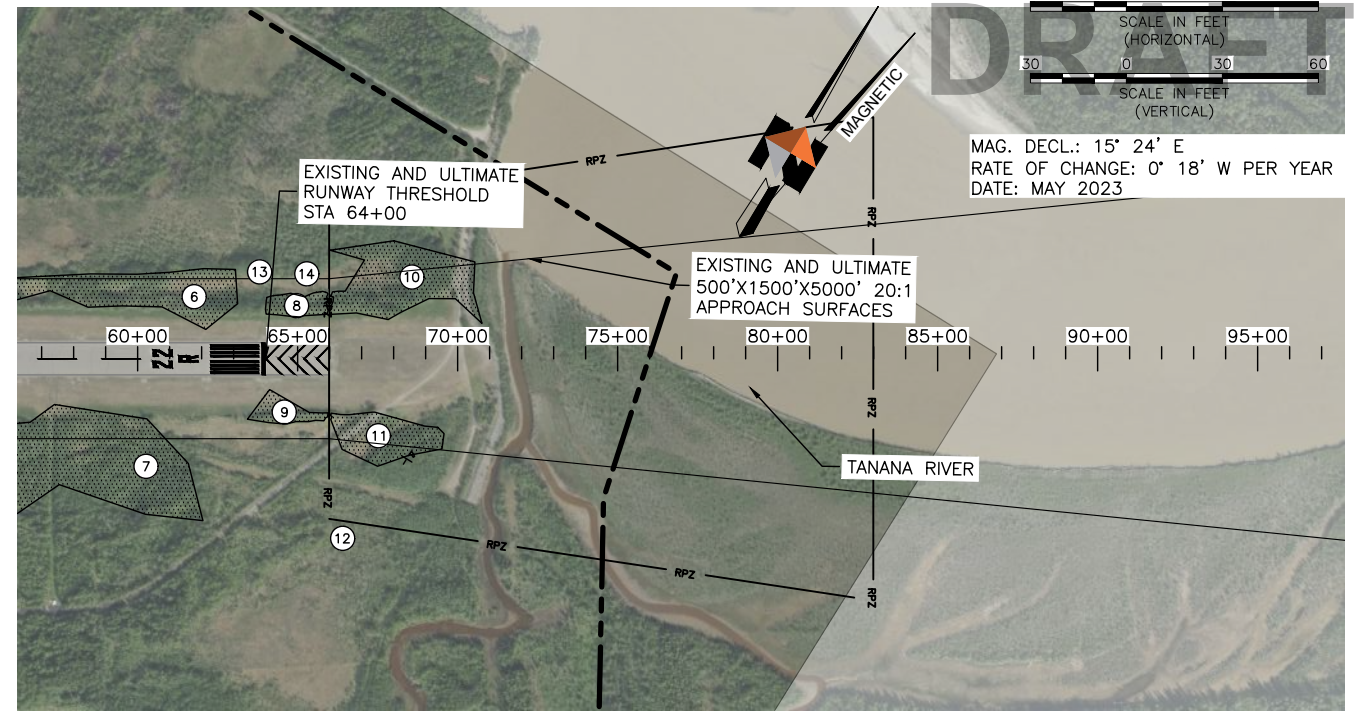 DRAFT
SCALE IN FEET
(HORIZONTAL)
30 0 30 60
SCALE IN FEET
(VERTICAL)
MAGNETIC
MAG. DECL.: 15° 24' E
RATE OF CHANGE: 0° 18' W PER YEAR
DATE: MAY 2023
RPZ
RPZ
EXISTING AND ULTIMATE
RUNWAY THRESHOLD
STA 64+00
EXISTING AND ULTIMATE
500'X1500'X5000' 20:1
APPROACH SURFACES
13
14
10
6
8
RPZ
60+00 65+00 70+00 75+00 80+00 85+00 90+00 95+00
22
R
9
11
7
RPZ
TANANA RIVER
RPZ
12
RPZ
RPZ
RPZ